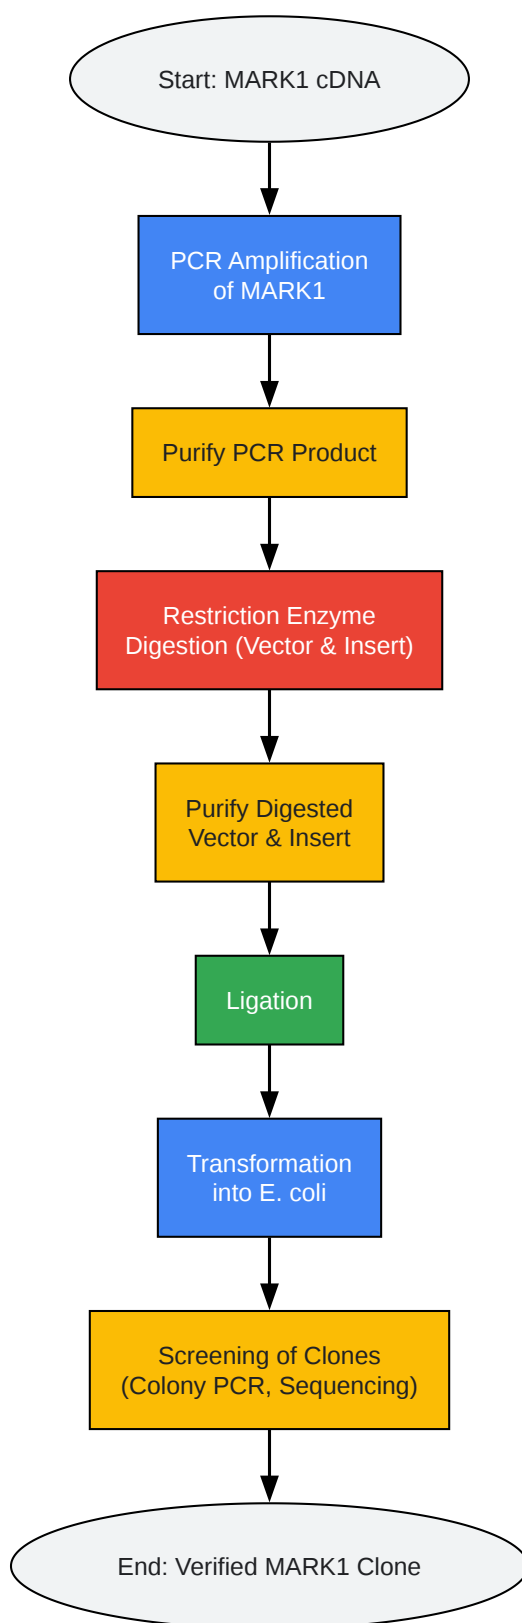 Start: MARK1 cDNA
PCR Amplification
of MARK1
Purify PCR Product
Restriction Enzyme
Digestion (Vector & Insert)
Purify Digested
Vector & Insert
Ligation
Transformation
into E. coli
Screening of Clones
(Colony PCR, Sequencing)
End: Verified MARK1 Clone